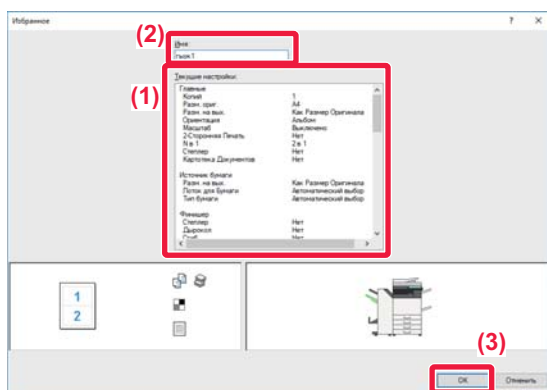 Избранное ? X
(2)
Имя:
(1)
Текущие настройки:
Главные
Копий 1
Разм. ориг. A4
Разм. на вых. Как Размер Оригинала
Ориентация Альбом
Масштаб Выключено
2-Сторонняя Печать Нет
N в 1 2 в 1
Степлер Нет
Картотека Документов Нет
Источник бумаги
Разм. на вых. Как Размер Оригинала
Лоток для Бумаги Автоматический выбор
Тип бумаги Автоматический выбор
Финишер
Степлер Нет
Дырокол Нет
Сгиб Нет
1
2
(3)
OK Отменить